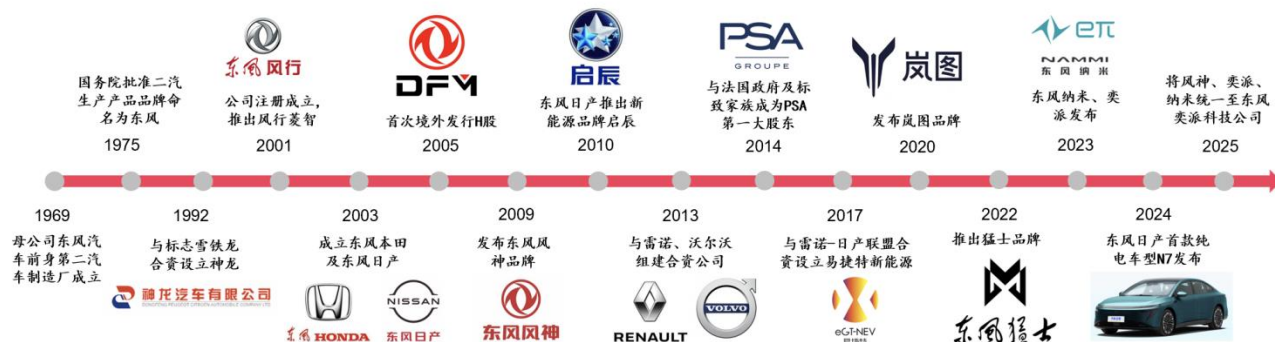 东风风行
国务院批准二汽
生产产品品牌命
名为东风
1975
公司注册成立,
推出风行菱智
2001
DFM
首次境外发行H股
2005
启辰
东风日产推出新
能源品牌启辰
2010
PSA
GROUPE
与法国政府及标
致家族成为PSA
第一大股东
2014
岚图
发布岚图品牌
2020
eπ
NAMMI
东风纳米
东风纳米、奕
派发布
2023
将风神、奕派、
纳米统一至东风
奕派科技公司
2025
1969
母公司东风汽
车前身第二汽
车制造厂成立
1992
与标志雪铁龙
合资设立神龙
神龙汽车有限公司
DONGFENG PEUGEOT CITROEN AUTOMOBILE COMPANY LTD
2003
成立东风本田
及东风日产
东风HONDA
NISSAN
东风日产
2009
发布东风风
神品牌
东风风神
2013
与雷诺、沃尔沃
组建合资公司
RENAULT
VOLVO
2017
与雷诺-日产联盟合
资设立易捷特新能源
eGT-NEV
2022
推出猛士品牌
东风猛士
2024
东风日产首款纯
电车型N7发布